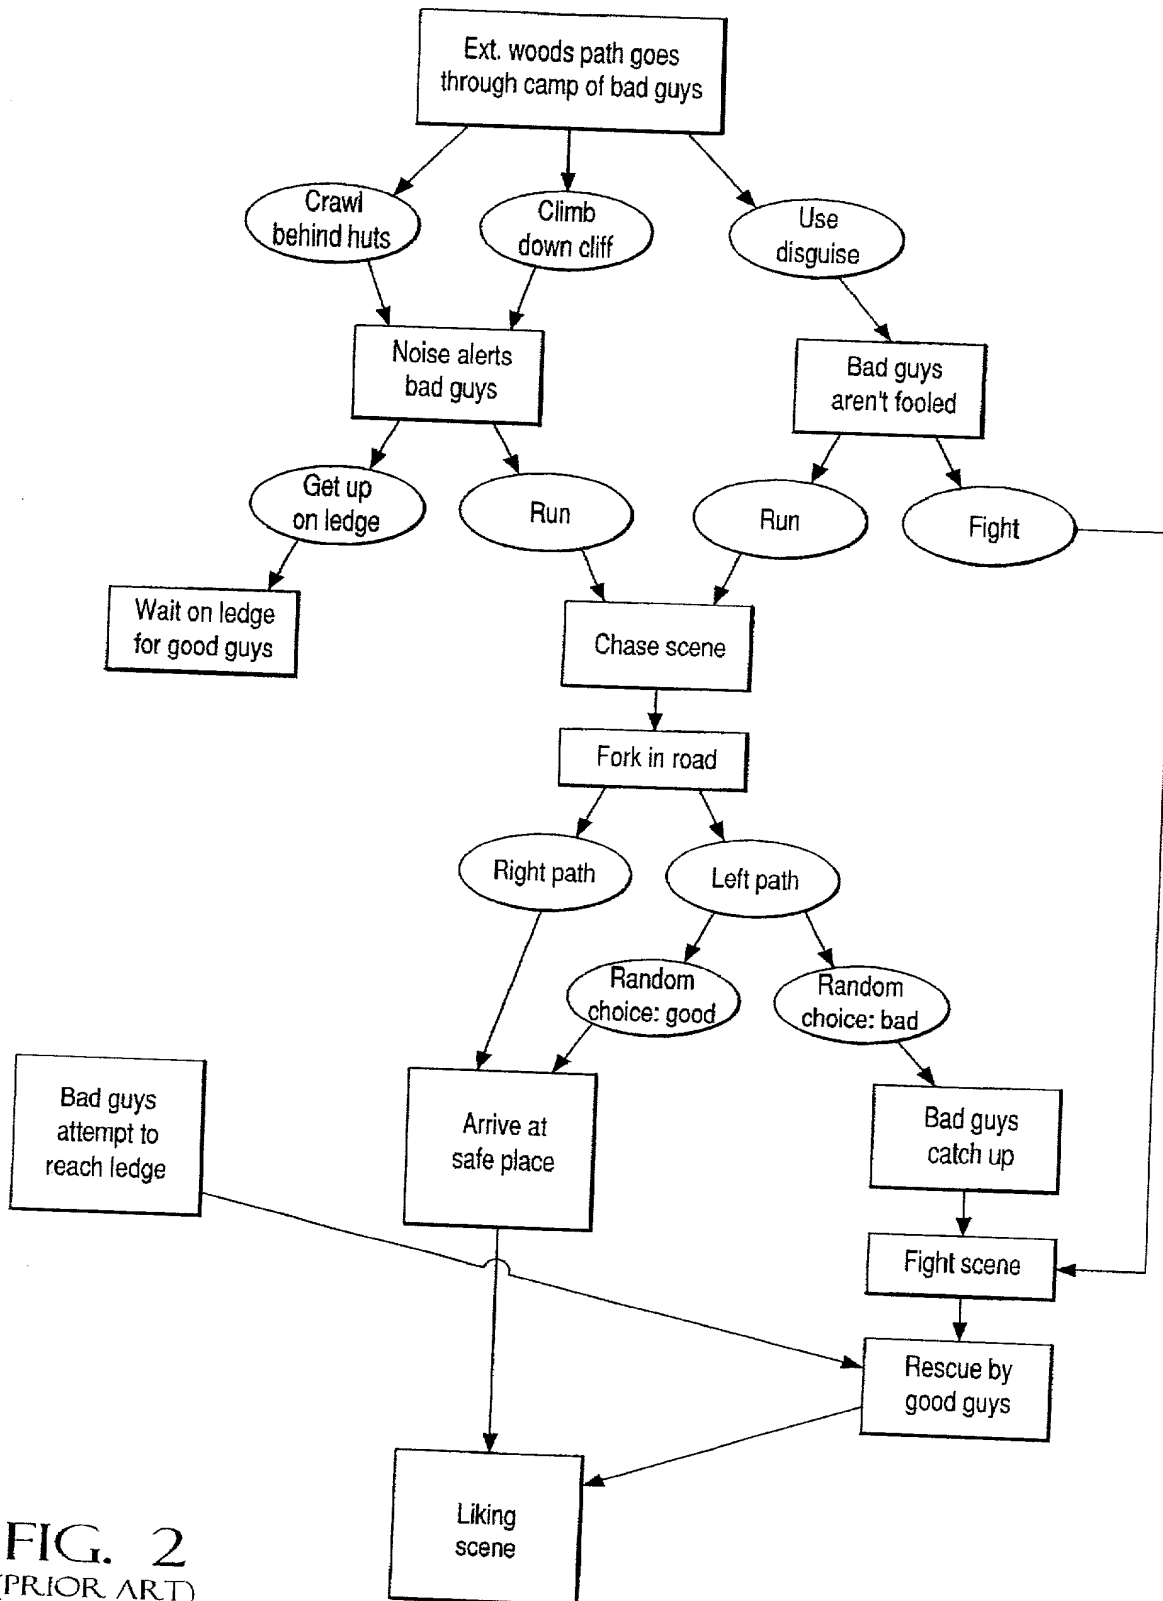 Ext. woods path goes
through camp of bad guys
Crawl
behind huts
Climb
down cliff
Use
disguise
Noise alerts
bad guys
Bad guys
aren't fooled
Get up
on ledge
Run
Run
Fight
Wait on ledge
for good guys
Chase scene
Fork in road
Right path
Left path
Random
choice: good
Random
choice: bad
Bad guys
attempt to
reach ledge
Arrive at
safe place
Bad guys
catch up
Fight scene
Rescue by
good guys
Liking
scene
FIG. 2
(PRIOR ART)